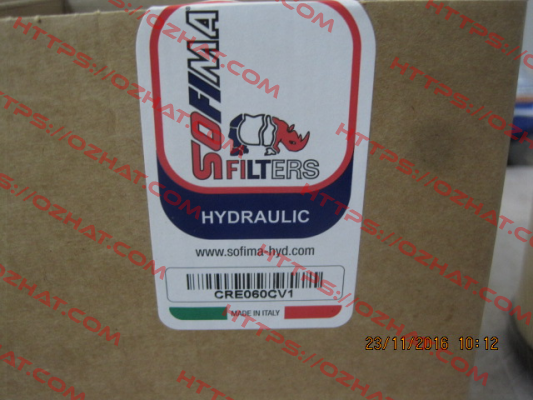 SOFIMA
FILTERS
HYDRAULIC
www.sofima-hyd.com
CRE060CV1
MADE IN ITALY
23/11/2016 10:12
HTTPS://OZHAT.COM